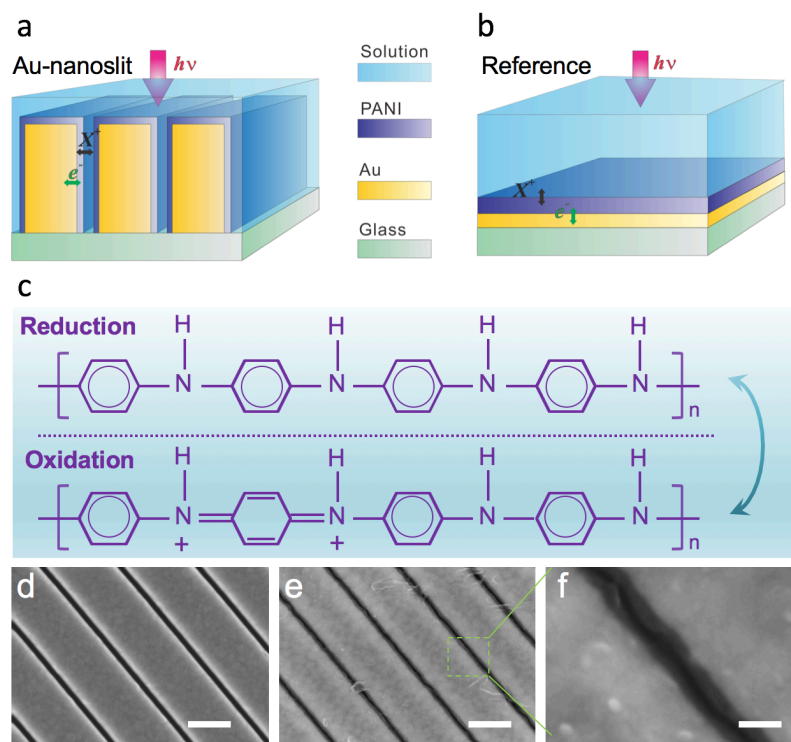 a
Au-nanoslit
hν
X⁺
e⁻
Solution
PANI
Au
Glass
b
Reference
hν
X⁺
e⁻
c
Reduction
H H H H
N N N N
n
Oxidation
H H H H
N N N N
+ +
n
d
e
f